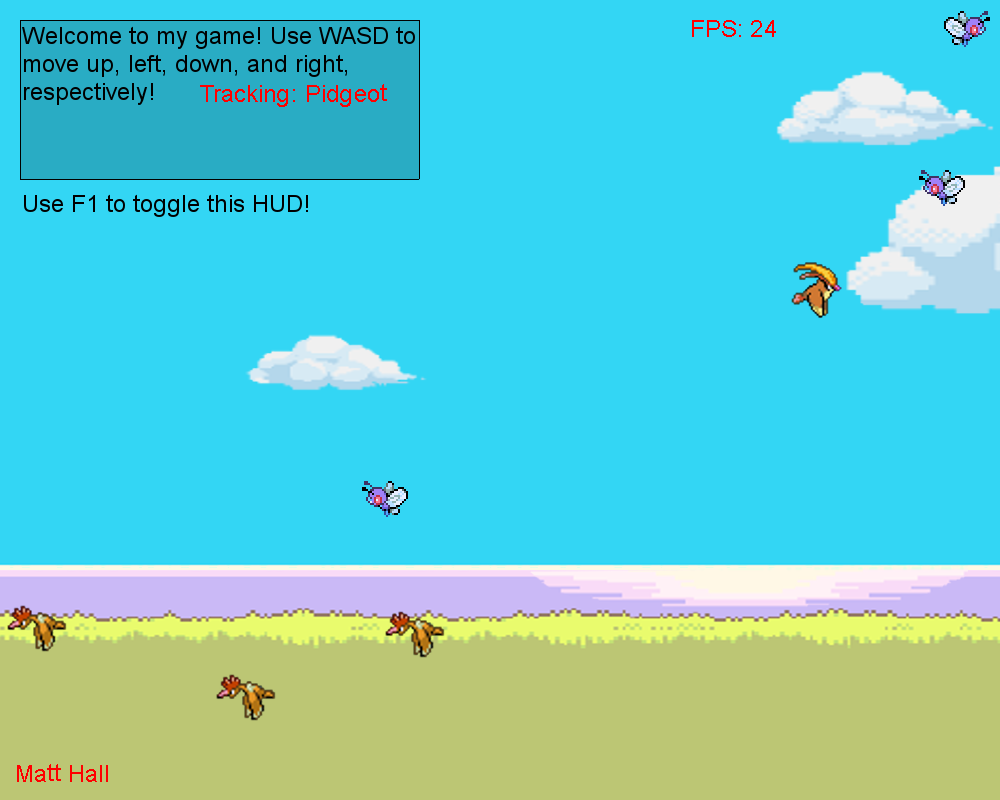 Welcome to my game! Use WASD to
move up, left, down, and right,
respectively!
Tracking: Pidgeot
Use F1 to toggle this HUD!
FPS: 24
Matt Hall